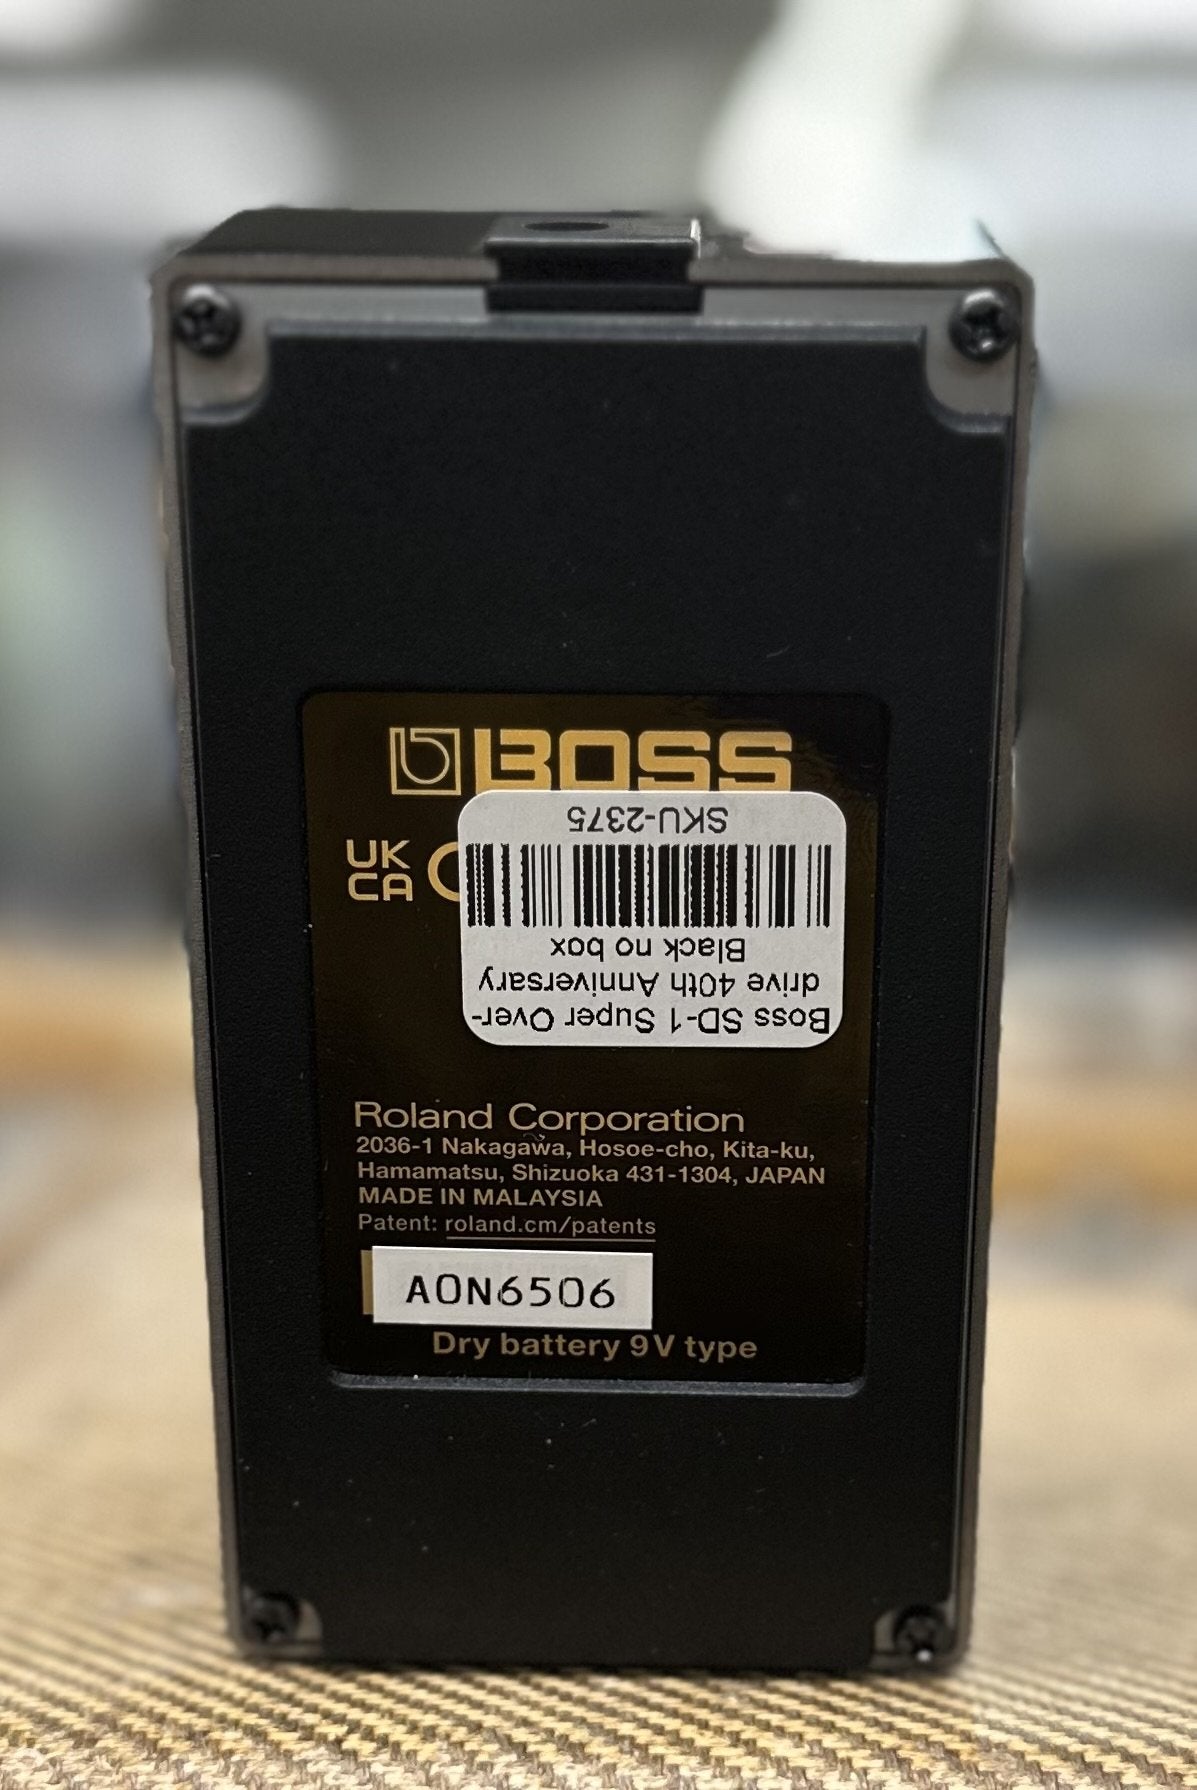 BOSS
UK
CA
SKU-2375
Black no box
drive 40th Anniversary
Boss SD-1 Super Over-
Roland Corporation
2036-1 Nakagawa, Hosoe-cho, Kita-ku,
Hamamatsu, Shizuoka 431-1304, JAPAN
MADE IN MALAYSIA
Patent: roland.cm/patents
A0N6506
Dry battery 9V type